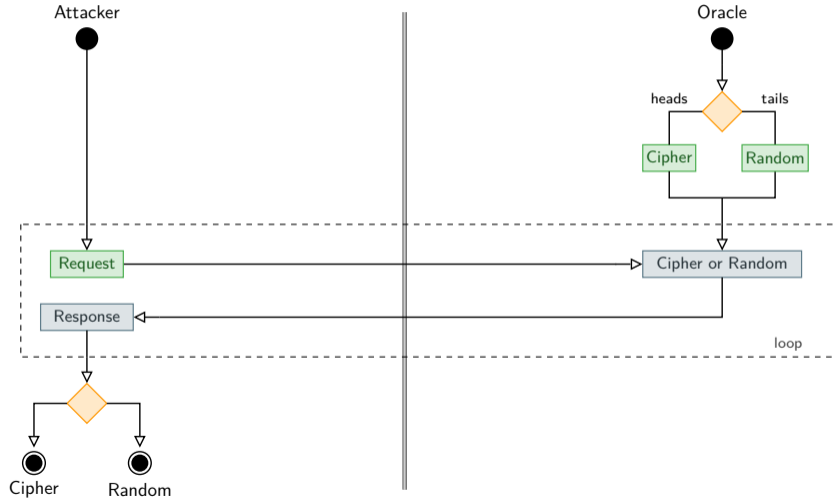 Attacker
Oracle
heads
tails
Cipher
Random
Request
Cipher or Random
Response
loop
Cipher
Random